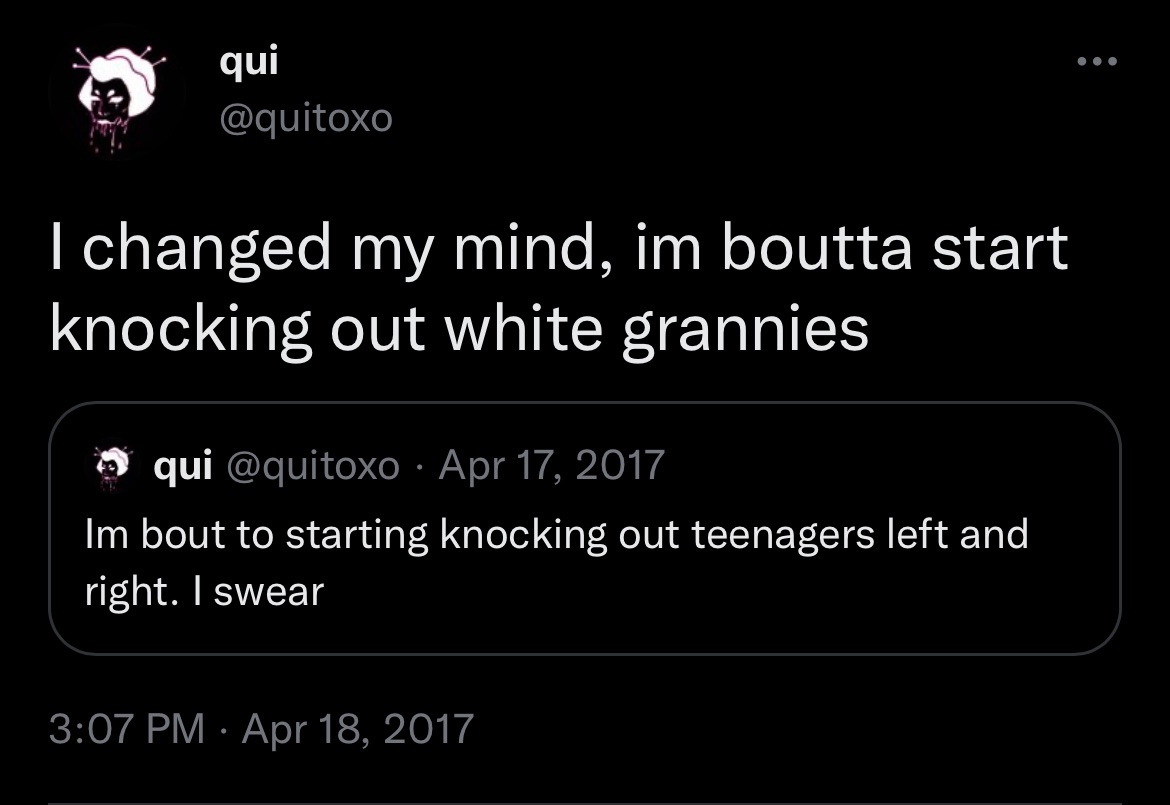 qui
@quitoxo
I changed my mind, im boutta start
knocking out white grannies
qui @quitoxo · Apr 17, 2017
Im bout to starting knocking out teenagers left and
right. I swear
3:07 PM · Apr 18, 2017